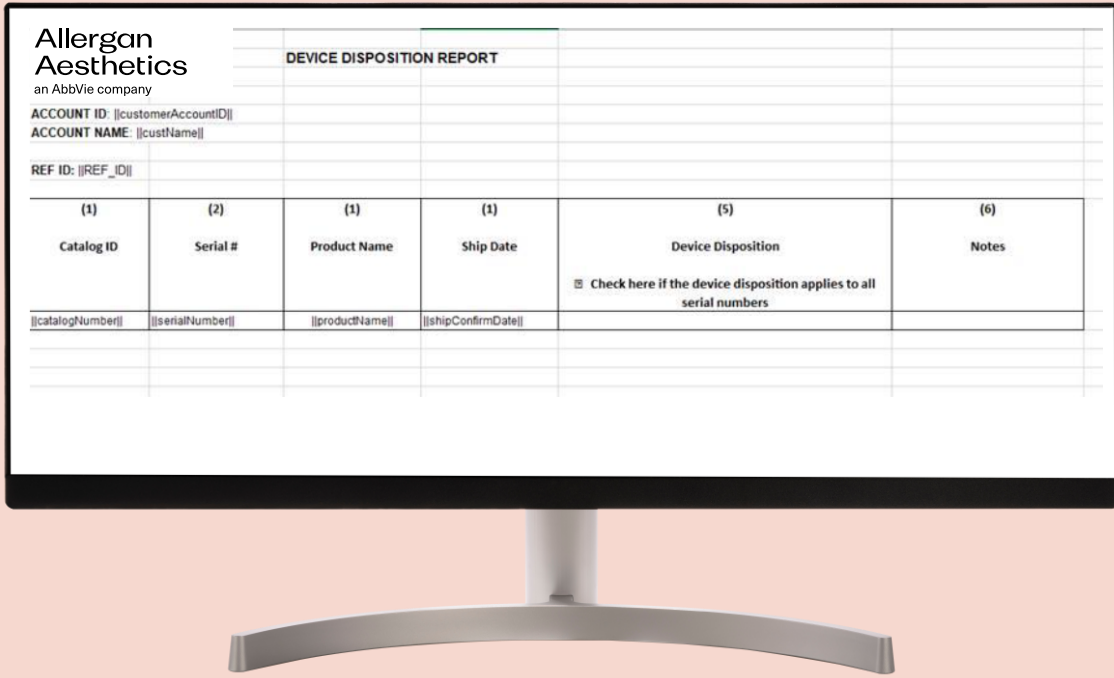 Allergan
Aesthetics
an AbbVie company
DEVICE DISPOSITION REPORT
ACCOUNT ID: ||customerAccountID||
ACCOUNT NAME: ||custName||
REF ID: ||REF_ID||
(1) (2) (1) (1) (5) (6)
Catalog ID Serial # Product Name Ship Date Device Disposition Notes
Check here if the device disposition applies to all
serial numbers
||catalogNumber|| ||serialNumber|| ||productName|| ||shipConfirmDate||